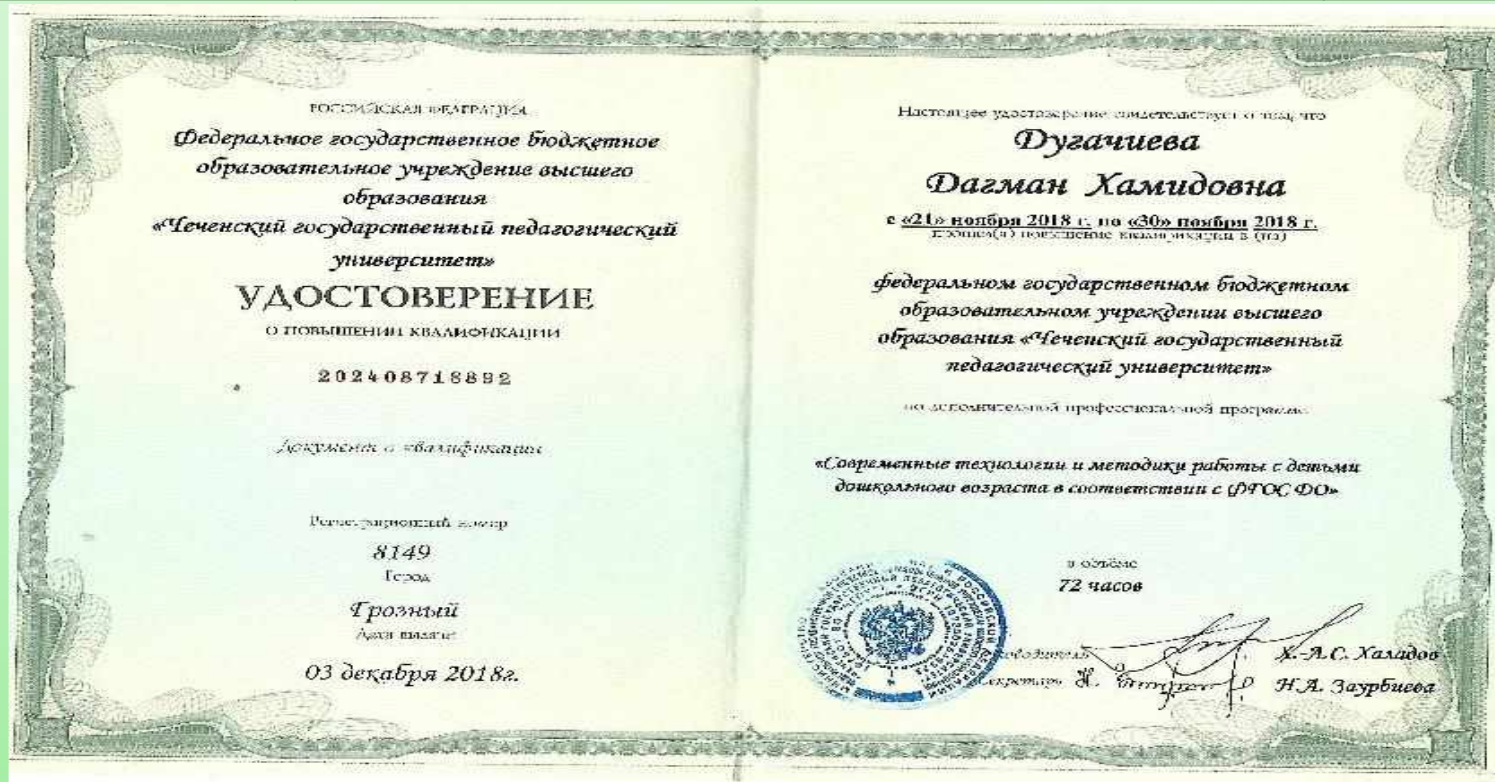 РОССИЙСКАЯ ФЕДЕРАЦИЯ
Федеральное государственное бюджетное
образовательное учреждение высшего
образования
«Чеченский государственный педагогический
университет»
УДОСТОВЕРЕНИЕ
О ПОВЫШЕНИИ КВАЛИФИКАЦИИ
202408718892
Документ о квалификации
Регистрационный номер
8149
Город
Грозный
Дата выдачи
03 декабря 2018г.
Настоящее удостоверение свидетельствует о том, что
Дугачиева
Дагман Хамидовна
с «21» ноября 2018 г. по «30» ноября 2018 г.
прошел(а) повышение квалификации в (на)
федеральном государственном бюджетном
образовательном учреждении высшего
образования «Чеченский государственный
педагогический университет»
по дополнительной профессиональной программе
«Современные технологии и методики работы с детьми
дошкольного возраста в соответствии с ФГОС ДО»
в объёме
72 часов
Руководитель Х.-А.С. Халадов
Секретарь Н.А. Заурбиева